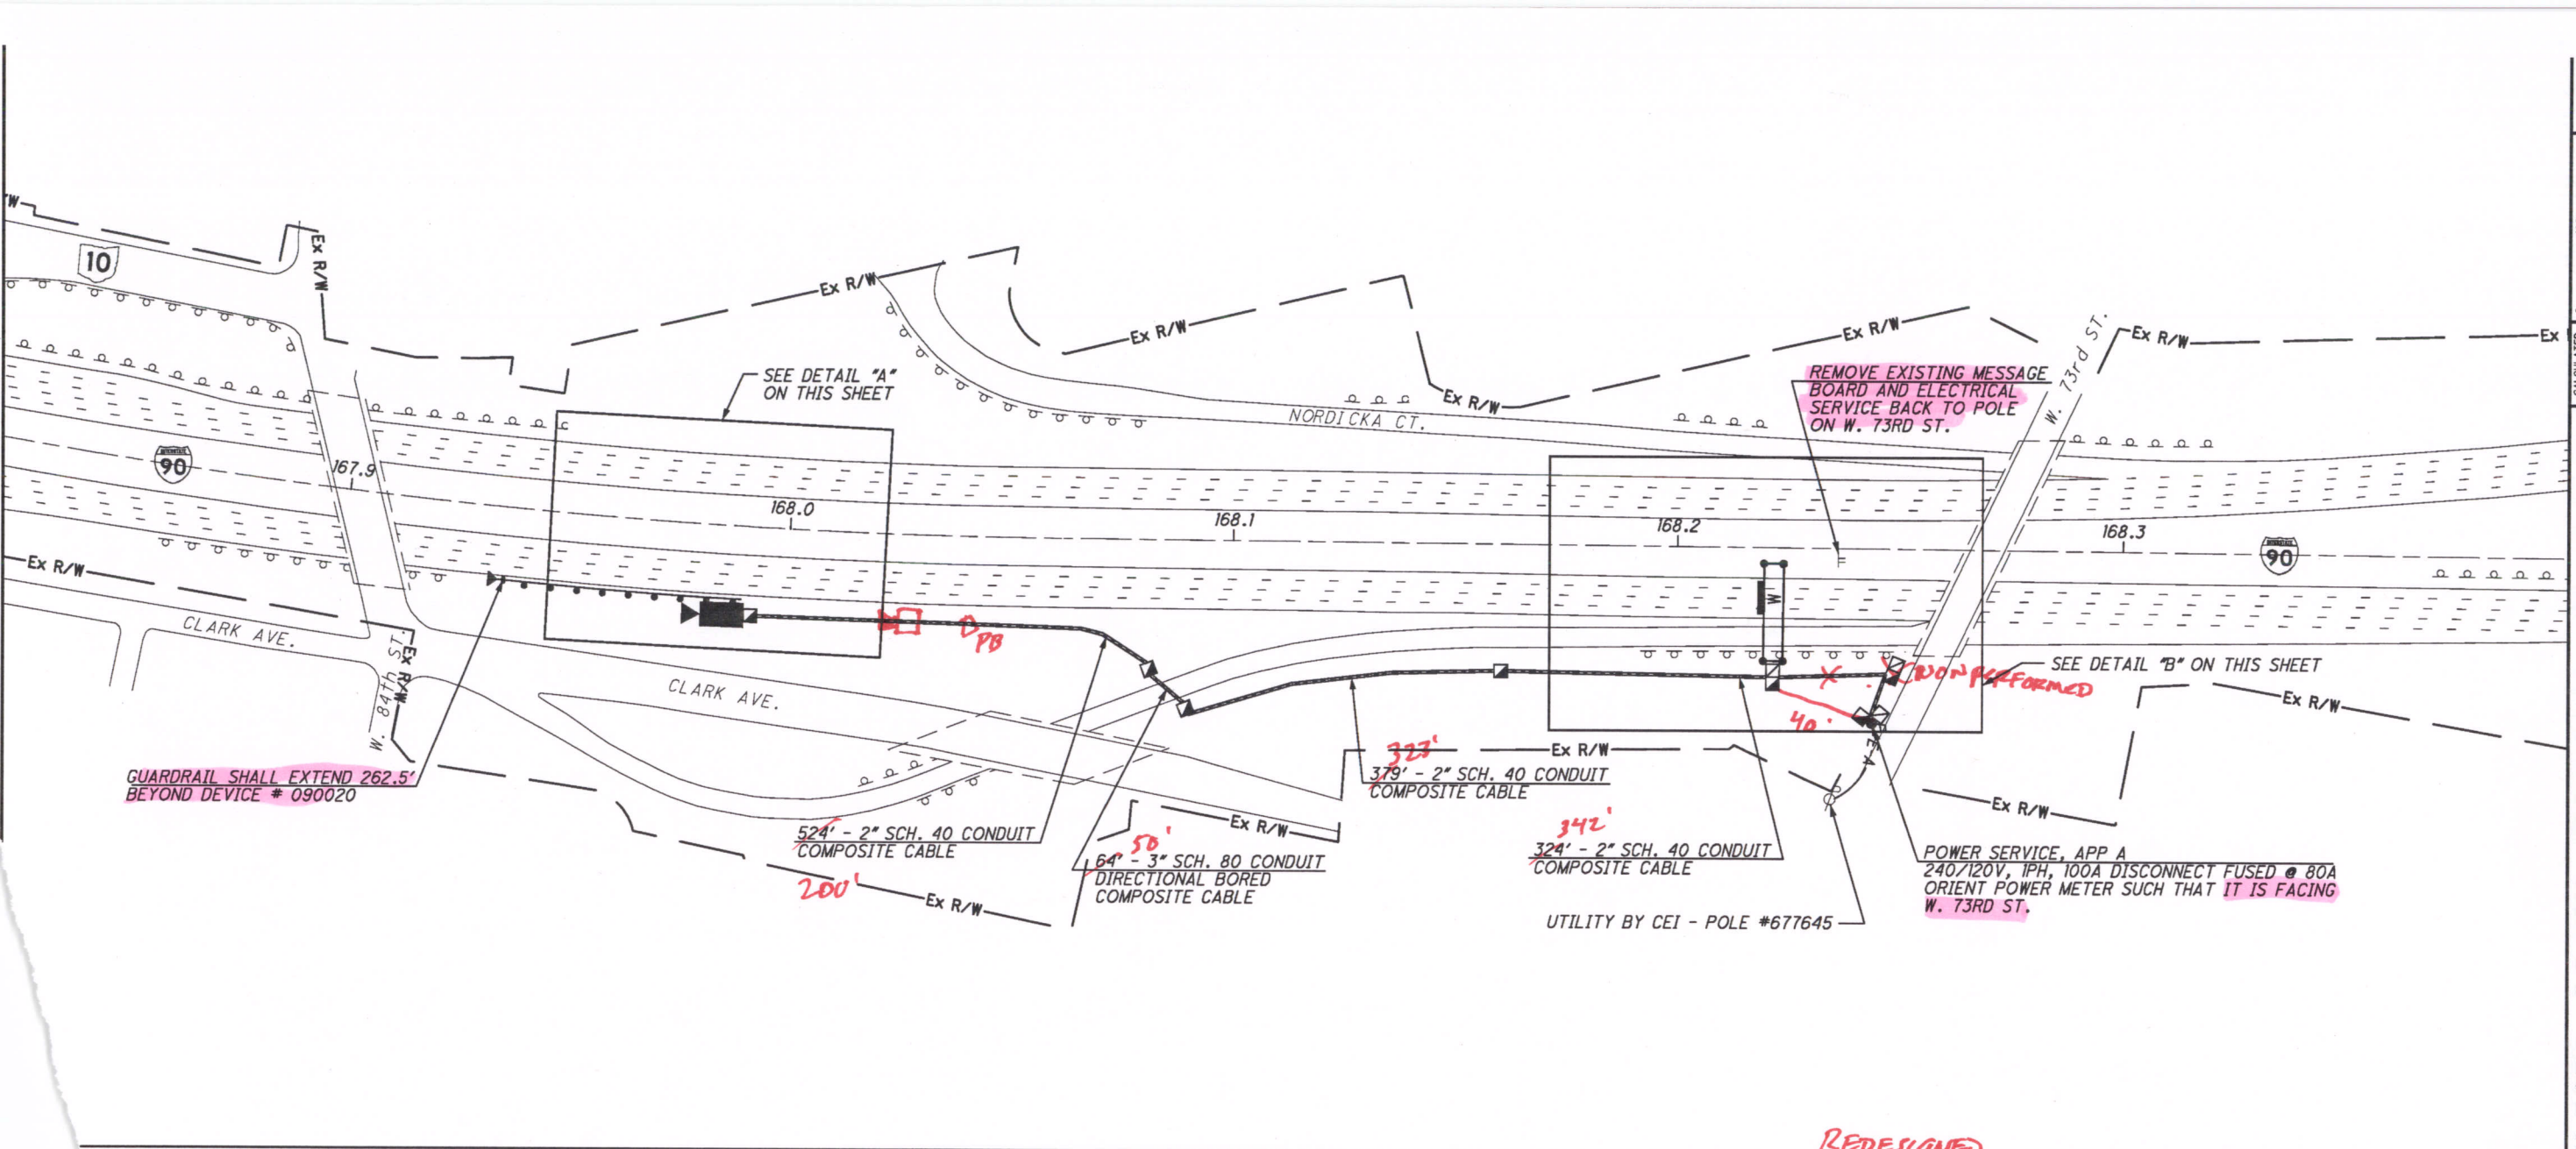 W
10
Ex R/W
Ex R/W
Ex R/W
Ex R/W
Ex R/W
Ex R/W
Ex
W. 73rd ST.
SEE DETAIL "A"
ON THIS SHEET
REMOVE EXISTING MESSAGE
BOARD AND ELECTRICAL
SERVICE BACK TO POLE
ON W. 73RD ST.
NORDICKA CT.
INTERSTATE
90
167.9
168.0
168.1
168.2
168.3
INTERSTATE
90
W
Ex R/W
CLARK AVE.
W. 84th ST.
Ex R/W
PB
CLARK AVE.
X
X NON PERFORMED
SEE DETAIL "B" ON THIS SHEET
40'
Ex R/W
E-A
Ex R/W
GUARDRAIL SHALL EXTEND 262.5'
BEYOND DEVICE # 090020
323'
379' - 2" SCH. 40 CONDUIT
COMPOSITE CABLE
Ex R/W
Ex R/W
524' - 2" SCH. 40 CONDUIT
COMPOSITE CABLE
200'
50'
64' - 3" SCH. 80 CONDUIT
DIRECTIONAL BORED
COMPOSITE CABLE
Ex R/W
342'
324' - 2" SCH. 40 CONDUIT
COMPOSITE CABLE
UTILITY BY CEI - POLE #677645
POWER SERVICE, APP A
240/120V, 1PH, 100A DISCONNECT FUSED @ 80A
ORIENT POWER METER SUCH THAT IT IS FACING
W. 73RD ST.
REDESIGNED